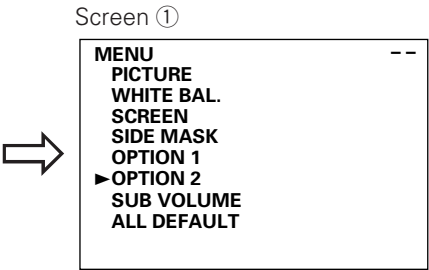 Screen ①
MENU – –
PICTURE
WHITE BAL.
SCREEN
SIDE MASK
OPTION 1
►OPTION 2
SUB VOLUME
ALL DEFAULT